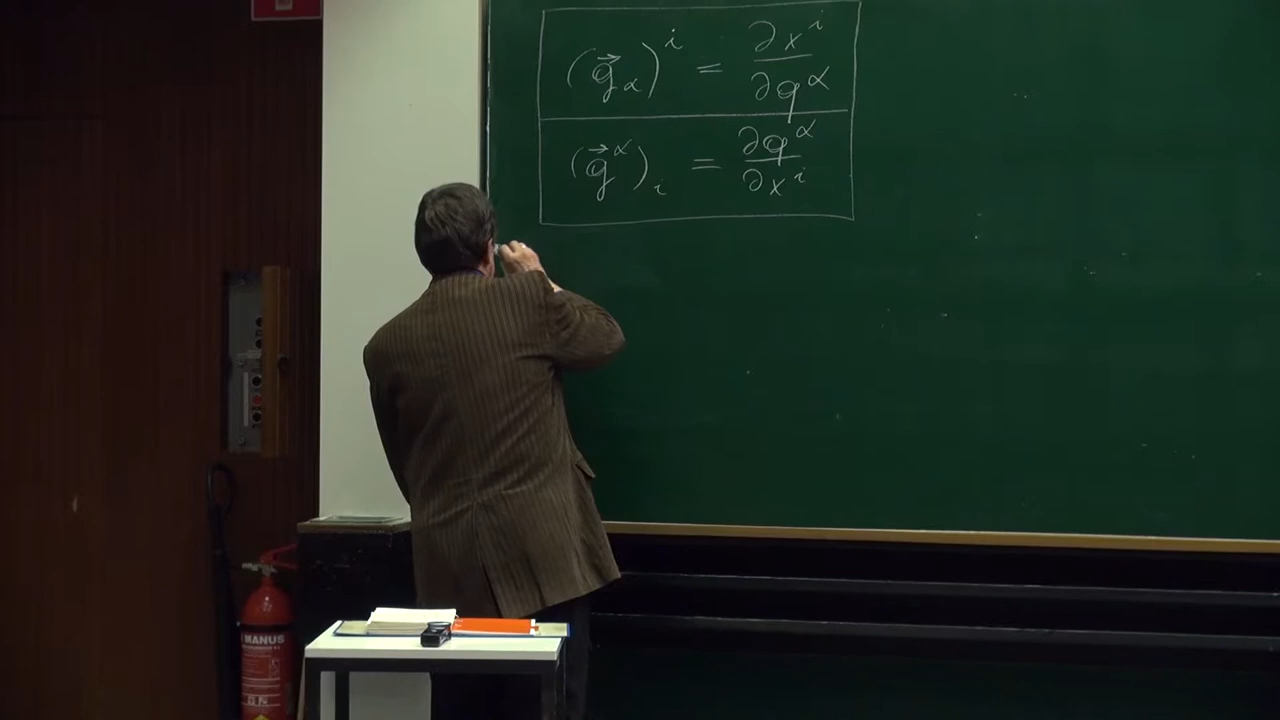 (g⃗_α)^i = ∂x^i/∂q^α
(g⃗^α)_i = ∂q^α/∂x^i
MANUS